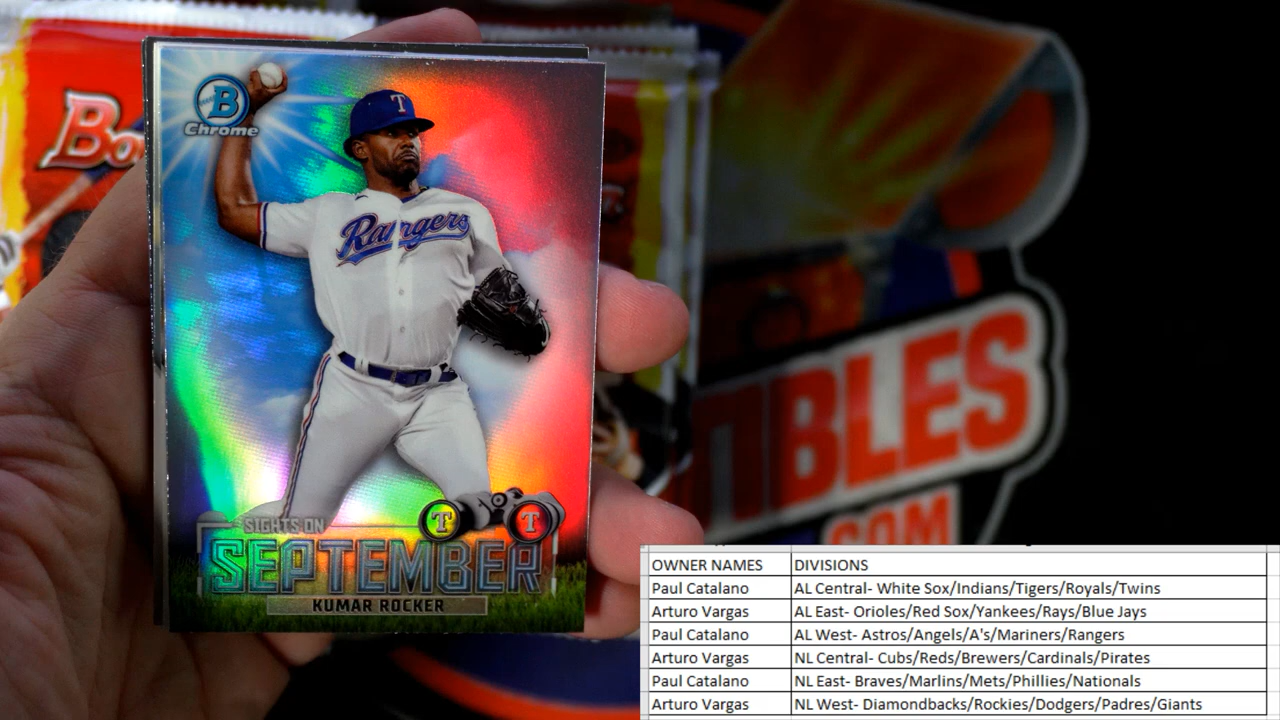 Bo
B
Chrome
T
Rangers
SIGHTS ON
T T
SEPTEMBER
KUMAR ROCKER
IBLES
.COM
OWNER NAMES DIVISIONS
Paul Catalano AL Central- White Sox/Indians/Tigers/Royals/Twins
Arturo Vargas AL East- Orioles/Red Sox/Yankees/Rays/Blue Jays
Paul Catalano AL West- Astros/Angels/A's/Mariners/Rangers
Arturo Vargas NL Central- Cubs/Reds/Brewers/Cardinals/Pirates
Paul Catalano NL East- Braves/Marlins/Mets/Phillies/Nationals
Arturo Vargas NL West- Diamondbacks/Rockies/Dodgers/Padres/Giants